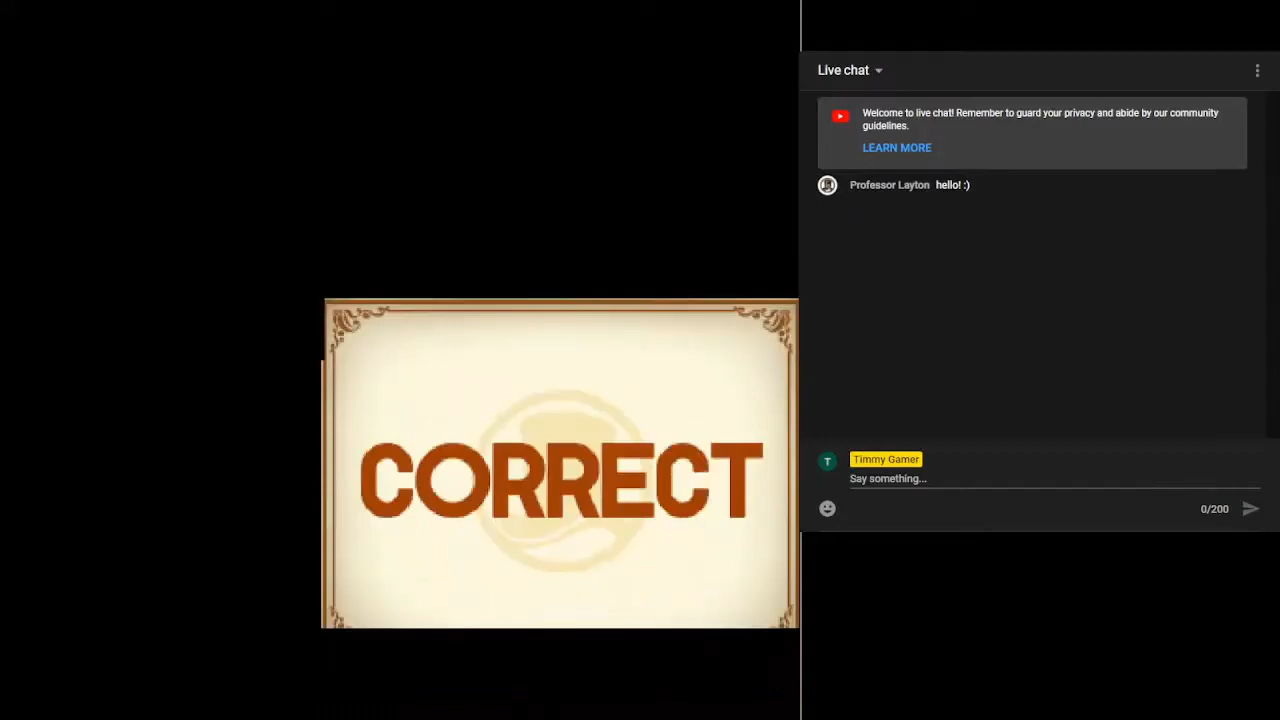 Live chat
Welcome to live chat! Remember to guard your privacy and abide by our community
guidelines.
LEARN MORE
Professor Layton hello! :)
CORRECT
T Timmy Gamer
Say something...
0/200